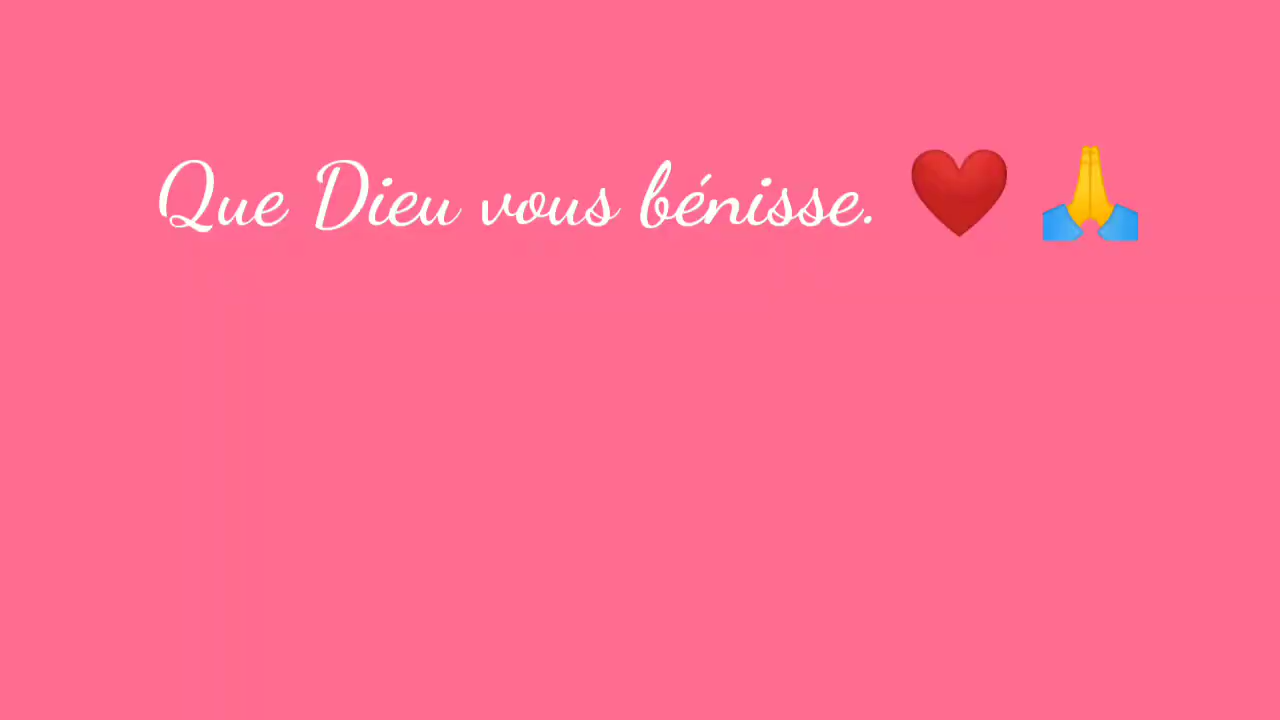 Que Dieu vous bénisse. ❤️ 🙏